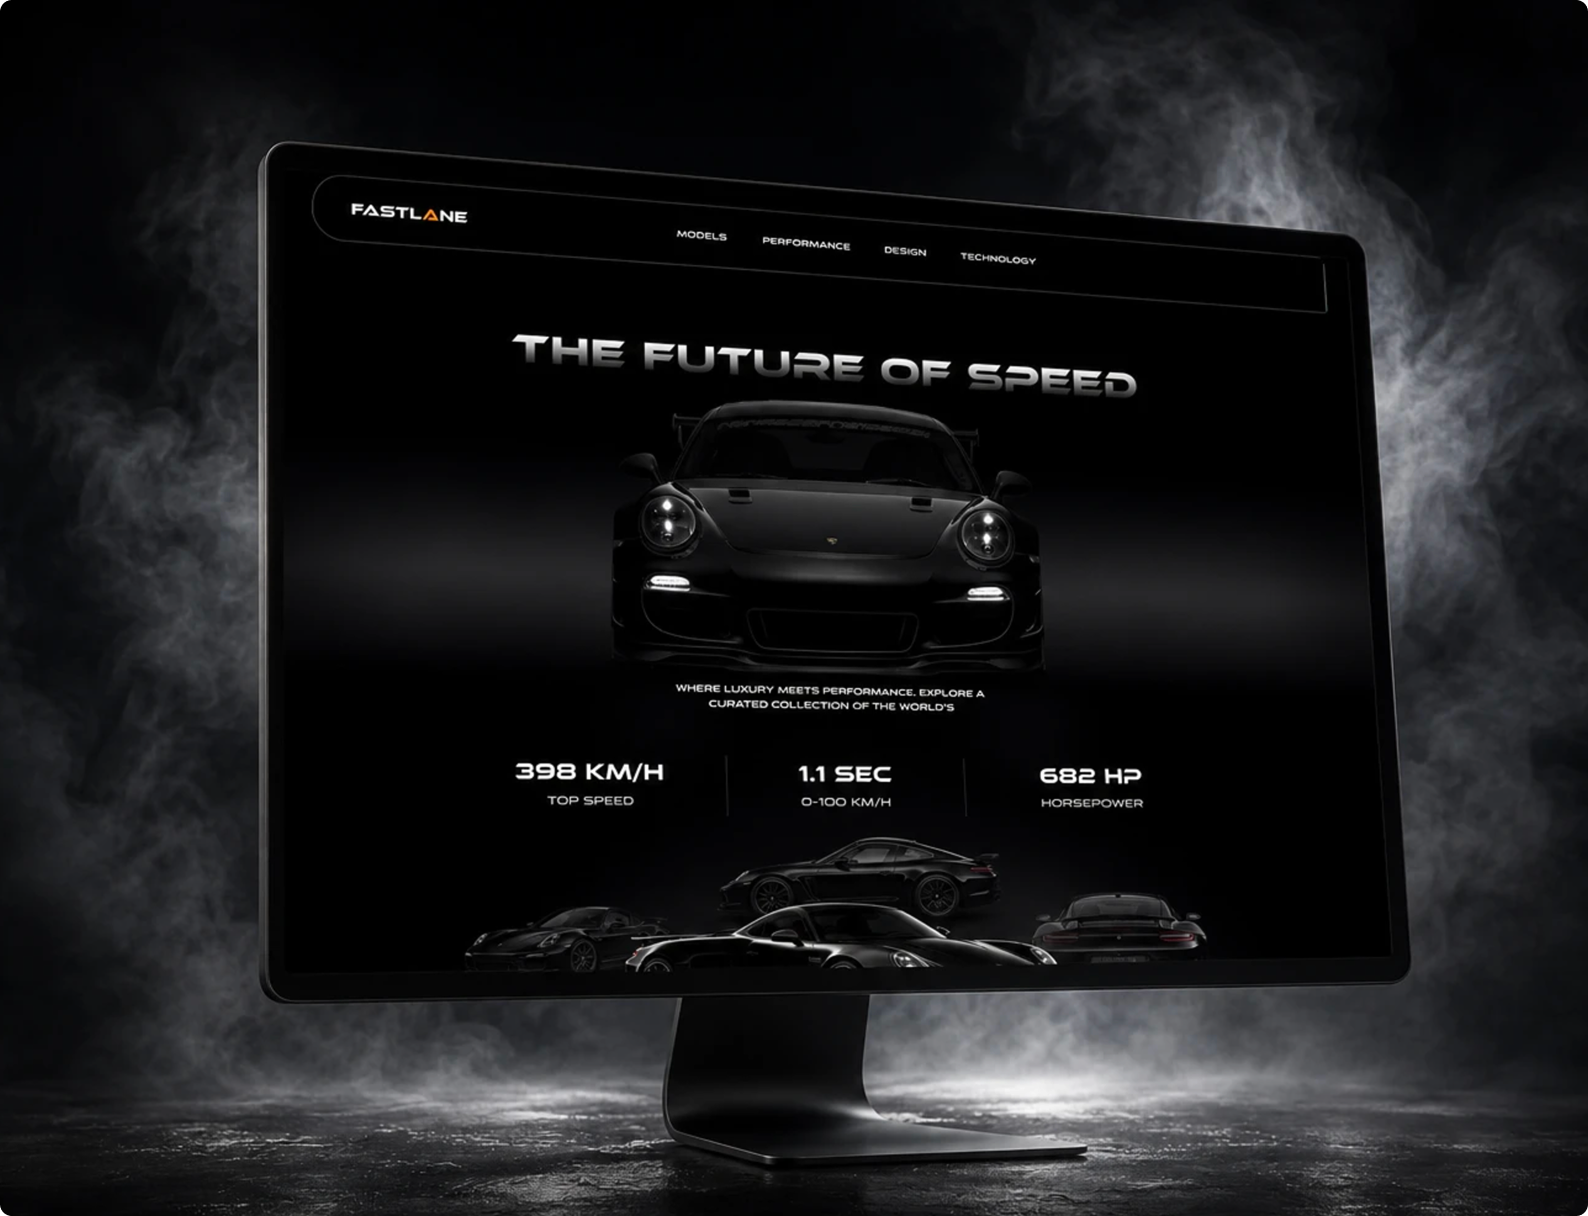 FASTLANE
MODELS PERFORMANCE DESIGN TECHNOLOGY
THE FUTURE OF SPEED
WHERE LUXURY MEETS PERFORMANCE. EXPLORE A
CURATED COLLECTION OF THE WORLD'S
398 KM/H 1.1 SEC 682 HP
TOP SPEED 0-100 KM/H HORSEPOWER